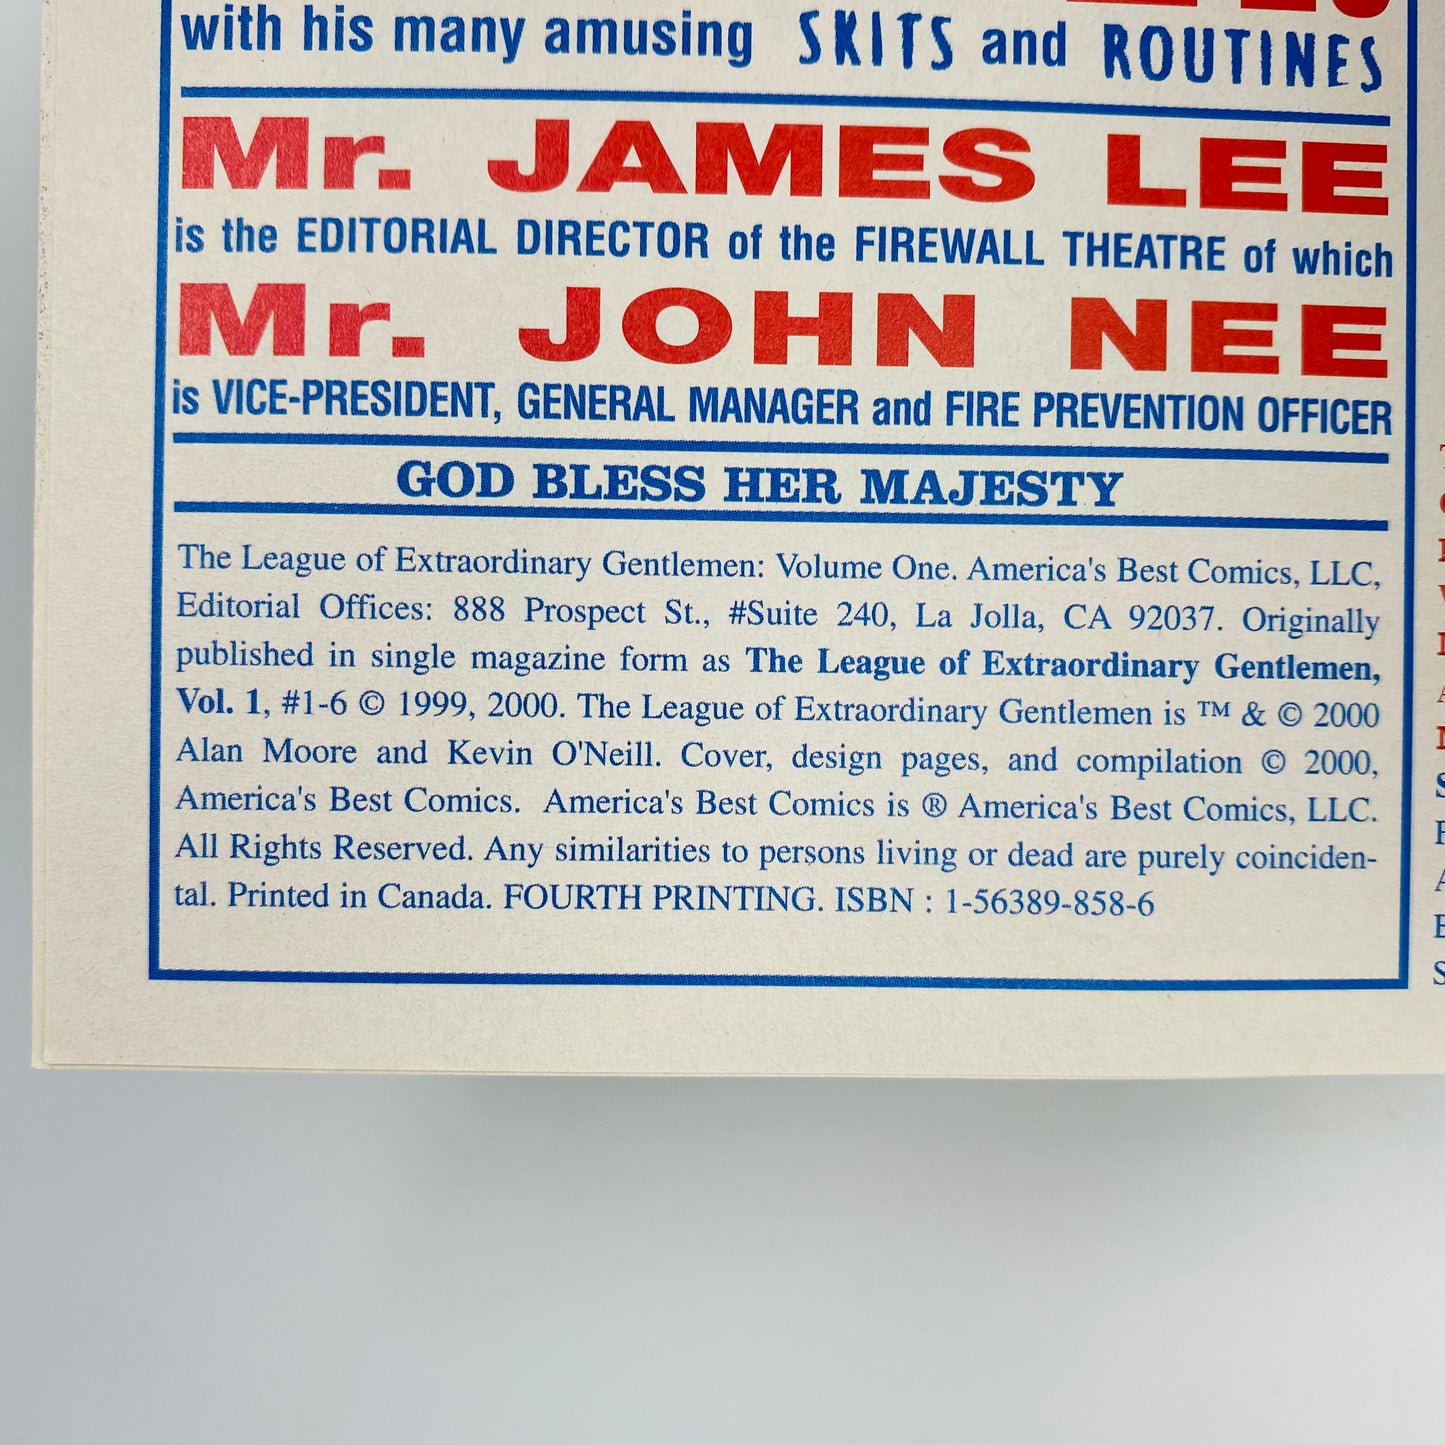 with his many amusing SKITS and ROUTINES
Mr. JAMES LEE
is the EDITORIAL DIRECTOR of the FIREWALL THEATRE of which
Mr. JOHN NEE
is VICE-PRESIDENT, GENERAL MANAGER and FIRE PREVENTION OFFICER
GOD BLESS HER MAJESTY
The League of Extraordinary Gentlemen: Volume One. America's Best Comics, LLC,
Editorial Offices: 888 Prospect St., #Suite 240, La Jolla, CA 92037. Originally
published in single magazine form as The League of Extraordinary Gentlemen,
Vol. 1, #1-6 © 1999, 2000. The League of Extraordinary Gentlemen is ™ & © 2000
Alan Moore and Kevin O'Neill. Cover, design pages, and compilation © 2000,
America's Best Comics. America's Best Comics is ® America's Best Comics, LLC.
All Rights Reserved. Any similarities to persons living or dead are purely coinciden-
tal. Printed in Canada. FOURTH PRINTING. ISBN : 1-56389-858-6